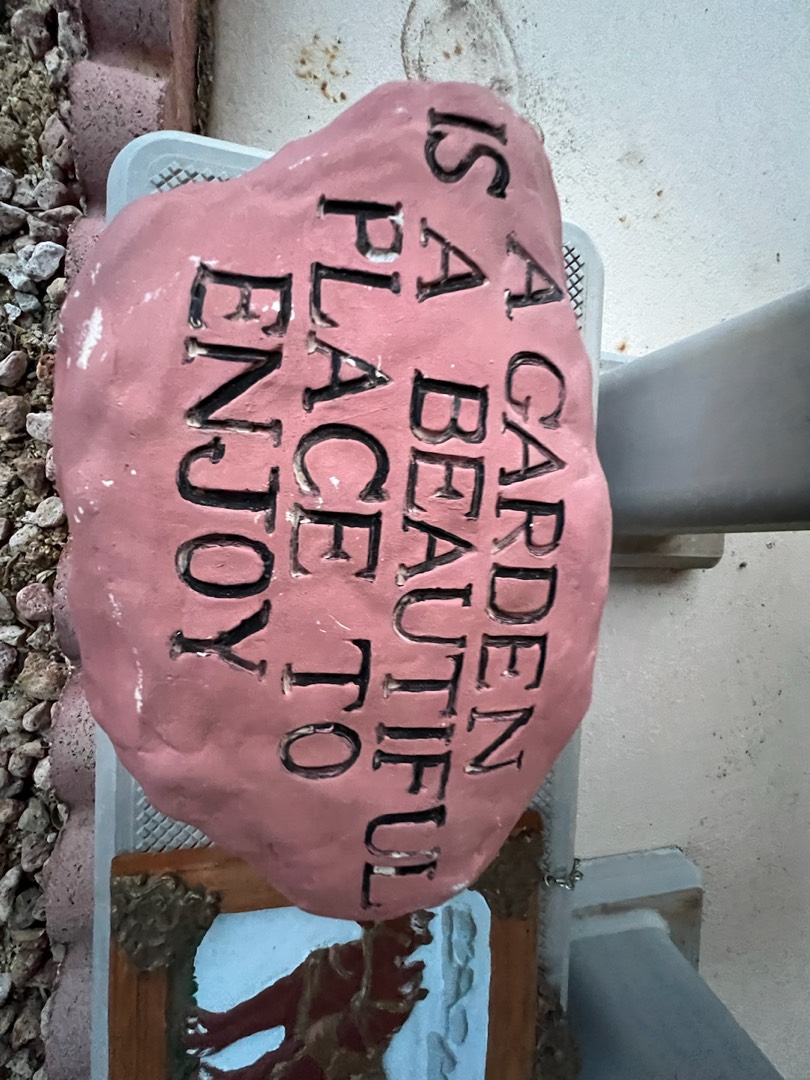 A GARDEN
IS A BEAUTIFUL
PLACE TO
ENJOY